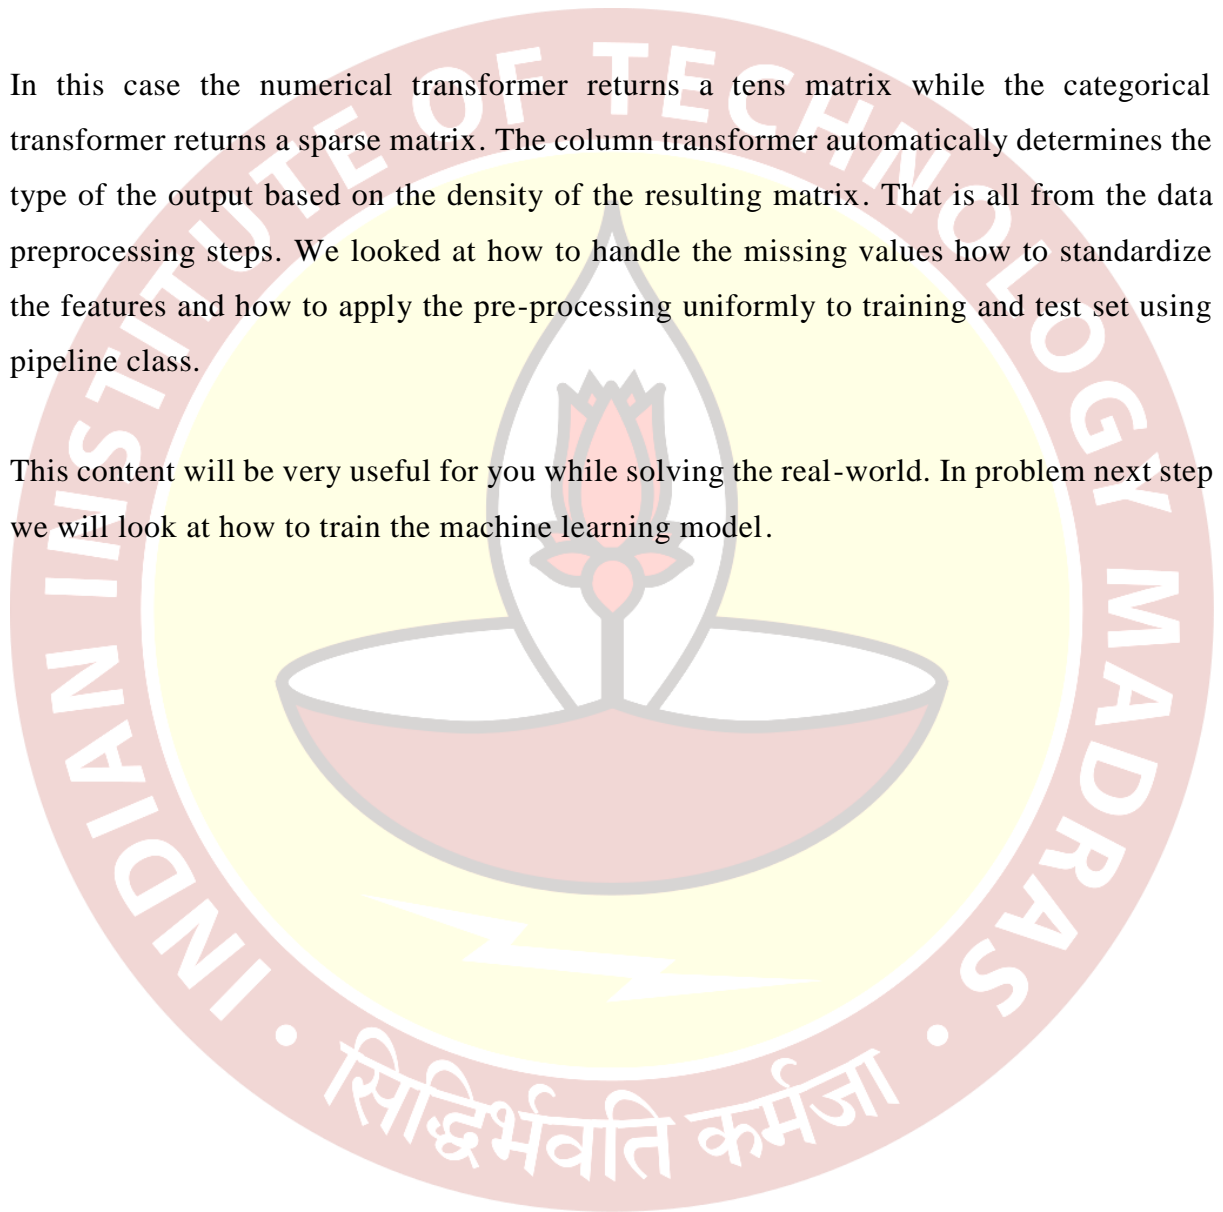 In this case the numerical transformer returns a tens matrix while the categorical
transformer returns a sparse matrix. The column transformer automatically determines the
type of the output based on the density of the resulting matrix. That is all from the data
preprocessing steps. We looked at how to handle the missing values how to standardize
the features and how to apply the pre-processing uniformly to training and test set using
pipeline class.
This content will be very useful for you while solving the real-world. In problem next step
we will look at how to train the machine learning model.
INDIAN INSTITUTE OF TECHNOLOGY MADRAS
सिद्धिर्भवति कर्मजा